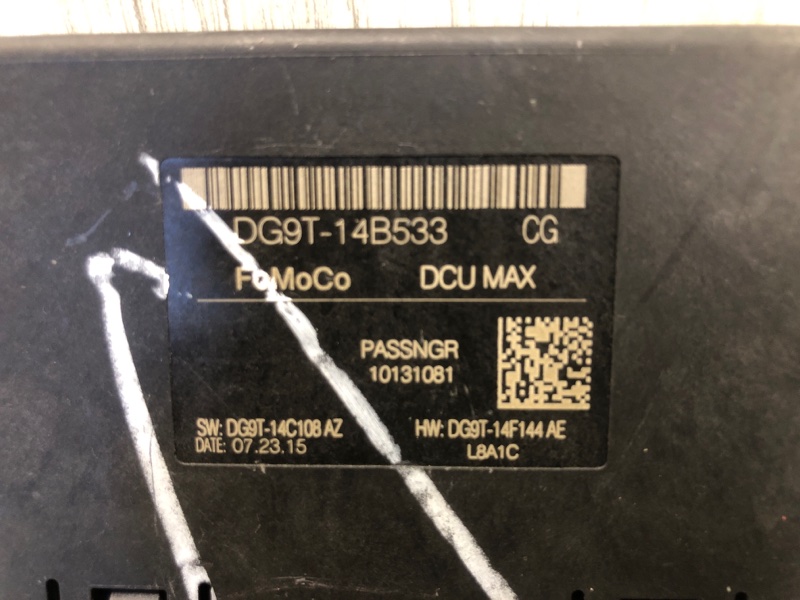 DG9T-14B533 CG
FoMoCo DCU MAX
PASSNGR
10131081
SW: DG9T-14C108 AZ HW: DG9T-14F144 AE
DATE: 07.23.15 L8A1C